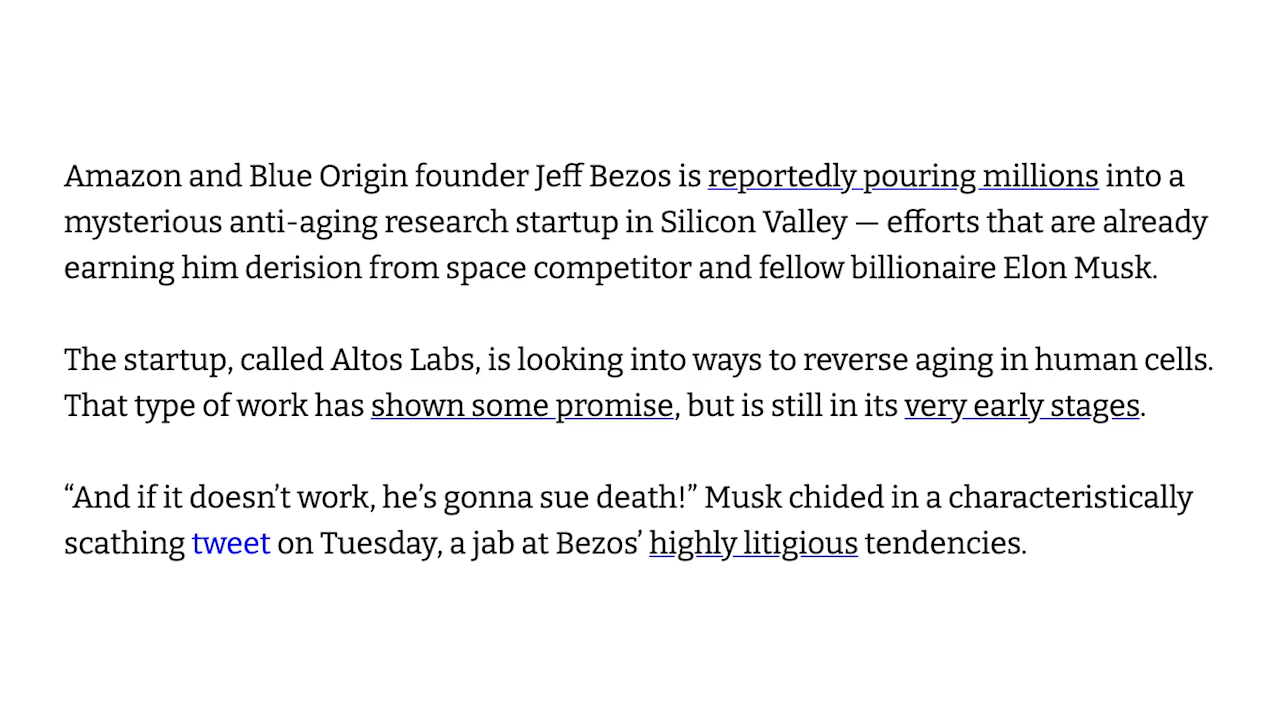 Amazon and Blue Origin founder Jeff Bezos is reportedly pouring millions into a
mysterious anti-aging research startup in Silicon Valley — efforts that are already
earning him derision from space competitor and fellow billionaire Elon Musk.
The startup, called Altos Labs, is looking into ways to reverse aging in human cells.
That type of work has shown some promise, but is still in its very early stages.
“And if it doesn’t work, he’s gonna sue death!” Musk chided in a characteristically
scathing tweet on Tuesday, a jab at Bezos’ highly litigious tendencies.